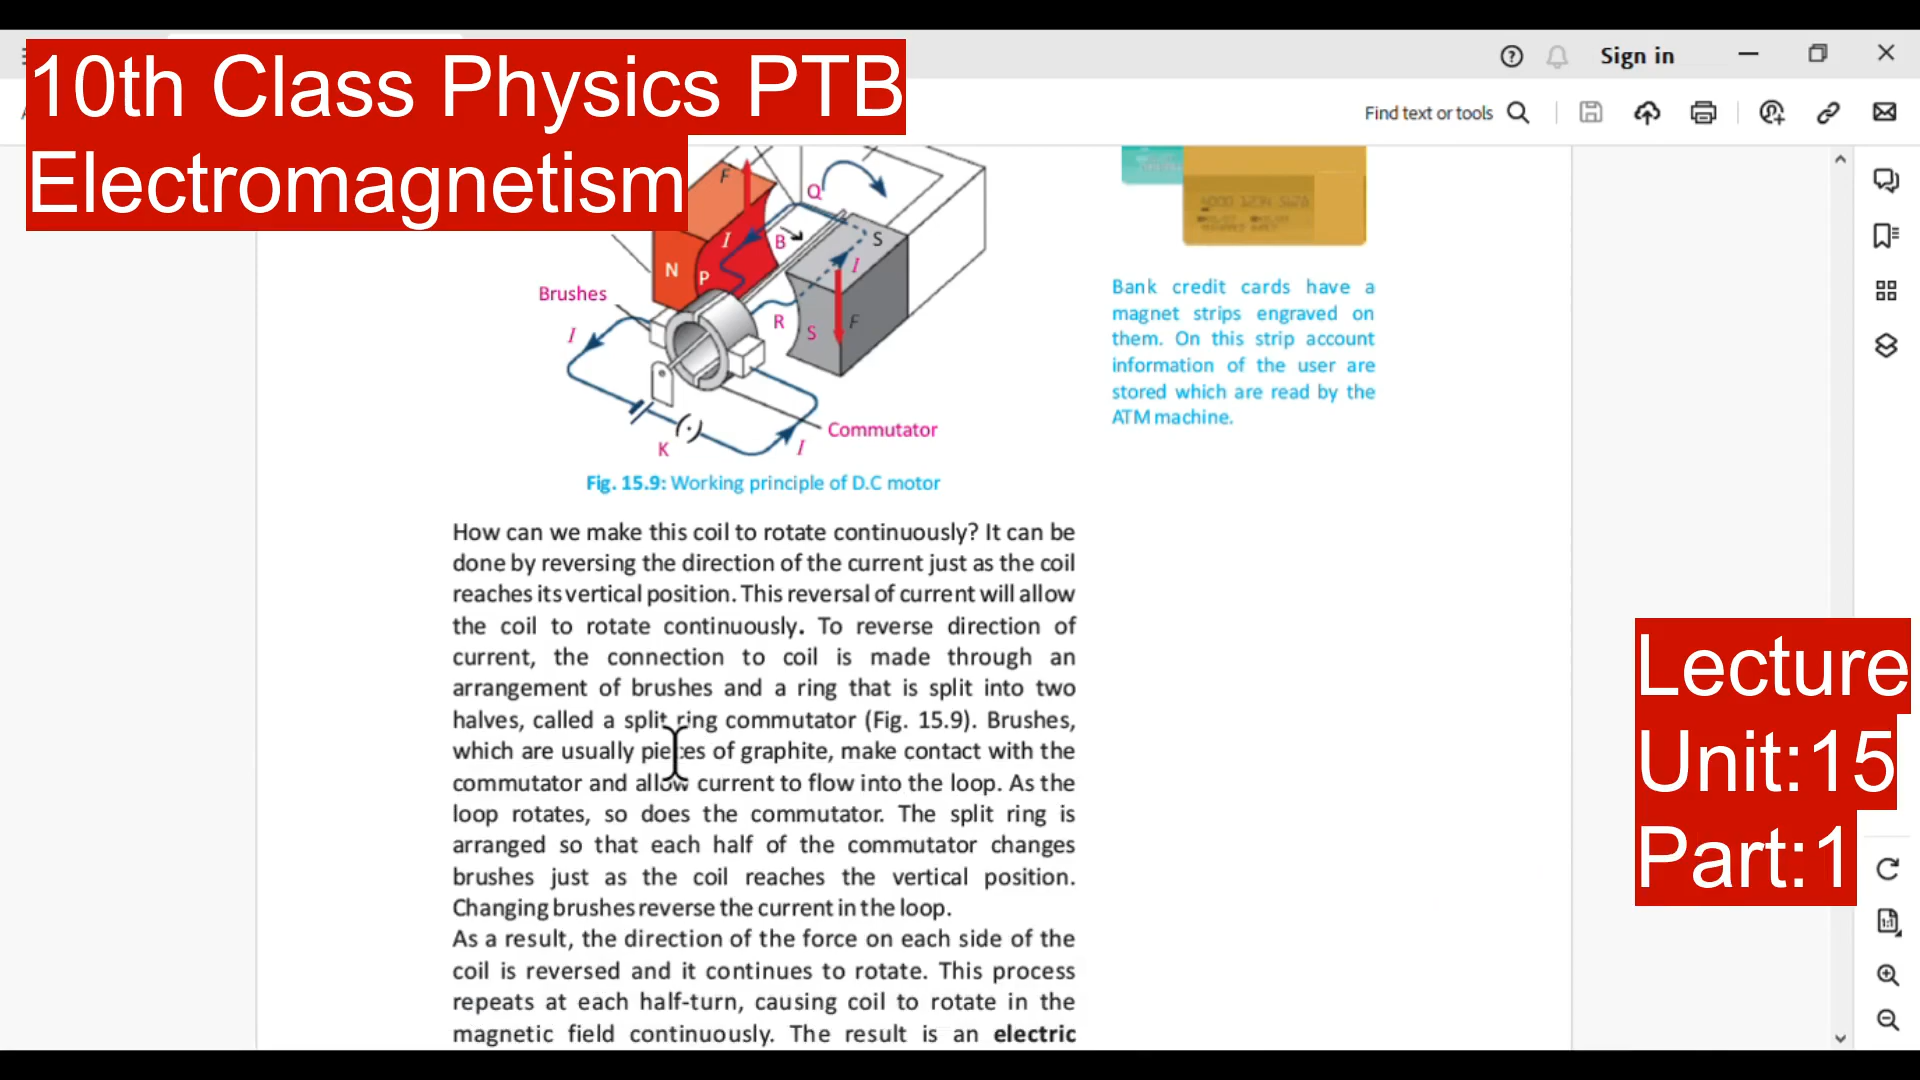 10th Class Physics PTB
Electromagnetism
Sign in
Find text or tools
F
Q
I
B
S
N
P
I
Brushes
R
S
F
I
Commutator
K
I
Fig. 15.9: Working principle of D.C motor
Bank credit cards have a
magnet strips engraved on
them. On this strip account
information of the user are
stored which are read by the
ATM machine.
How can we make this coil to rotate continuously? It can be
done by reversing the direction of the current just as the coil
reaches its vertical position. This reversal of current will allow
the coil to rotate continuously. To reverse direction of
current, the connection to coil is made through an
arrangement of brushes and a ring that is split into two
halves, called a split ring commutator (Fig. 15.9). Brushes,
which are usually pieces of graphite, make contact with the
commutator and allow current to flow into the loop. As the
loop rotates, so does the commutator. The split ring is
arranged so that each half of the commutator changes
brushes just as the coil reaches the vertical position.
Changing brushes reverse the current in the loop.
As a result, the direction of the force on each side of the
coil is reversed and it continues to rotate. This process
repeats at each half-turn, causing coil to rotate in the
magnetic field continuously. The result is an electric
Lecture
Unit:15
Part:1
1:1